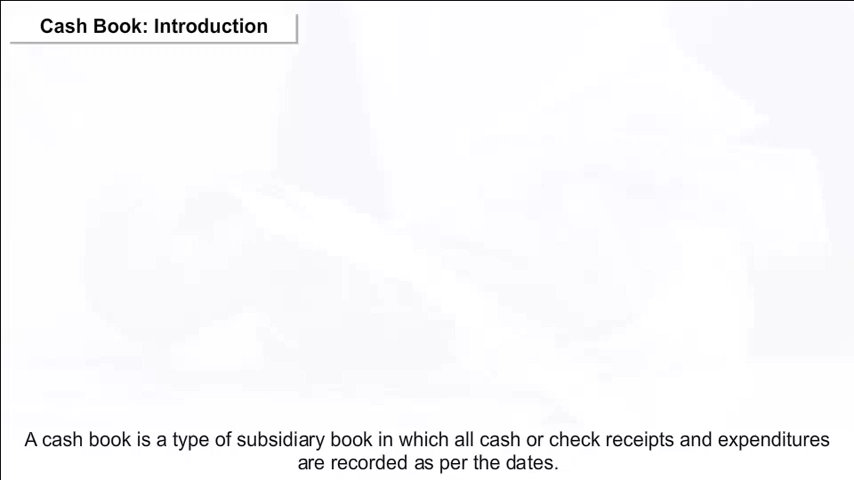 Cash Book: Introduction
A cash book is a type of subsidiary book in which all cash or check receipts and expenditures
are recorded as per the dates.